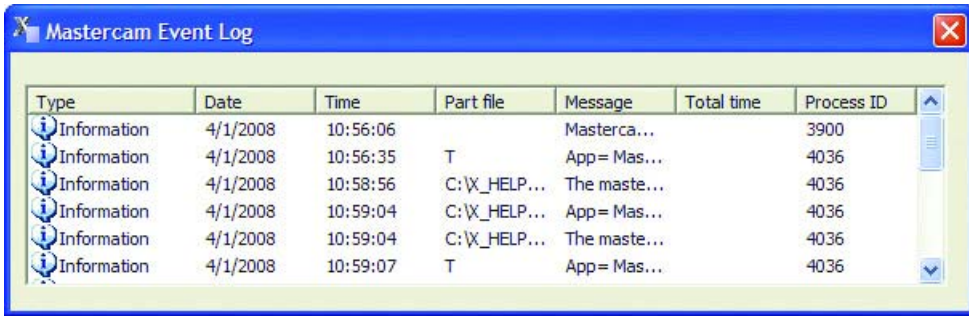 Mastercam Event Log
Type Date Time Part file Message Total time Process ID
Information 4/1/2008 10:56:06 Masterca... 3900
Information 4/1/2008 10:56:35 T App= Mas... 4036
Information 4/1/2008 10:58:56 C:\X_HELP... The maste... 4036
Information 4/1/2008 10:59:04 C:\X_HELP... App= Mas... 4036
Information 4/1/2008 10:59:04 C:\X_HELP... The maste... 4036
Information 4/1/2008 10:59:07 T App= Mas... 4036